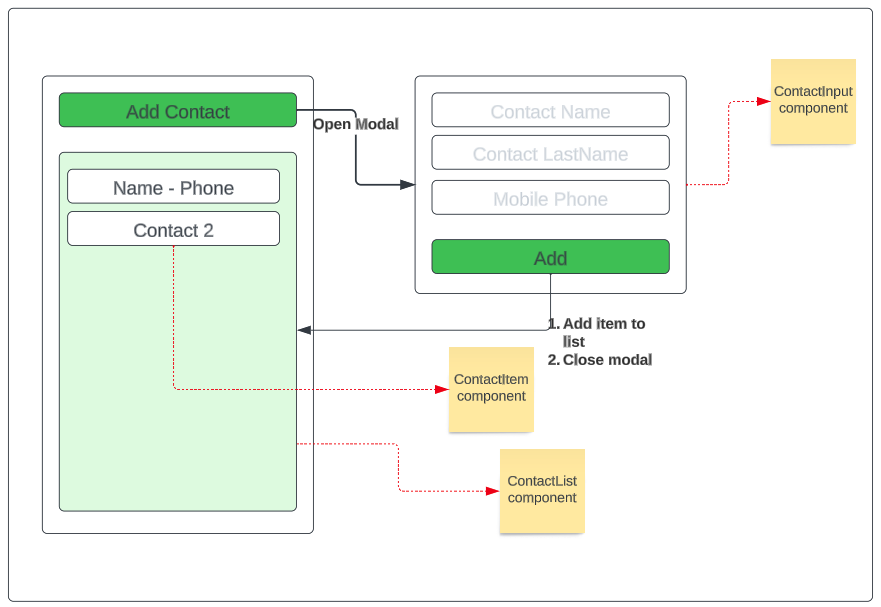 Add Contact
Open Modal
Name - Phone
Contact 2
Contact Name
Contact LastName
Mobile Phone
Add
ContactInput
component
1. Add item to
list
2. Close modal
ContactItem
component
ContactList
component